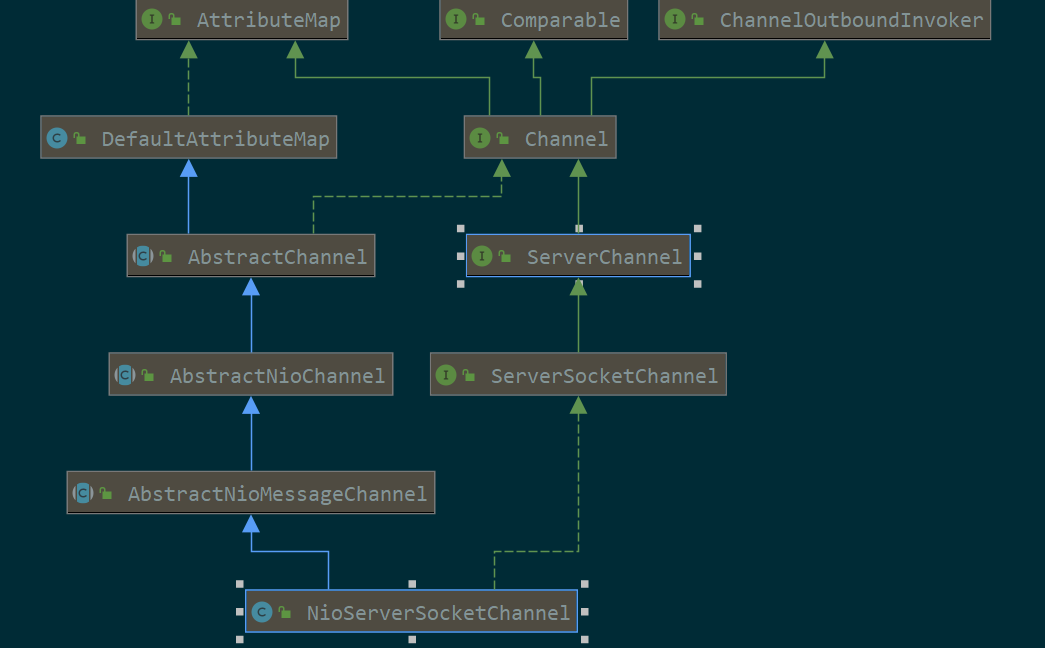 I AttributeMap
I Comparable
I ChannelOutboundInvoker
C DefaultAttributeMap
I Channel
C AbstractChannel
I ServerChannel
C AbstractNioChannel
I ServerSocketChannel
C AbstractNioMessageChannel
C NioServerSocketChannel